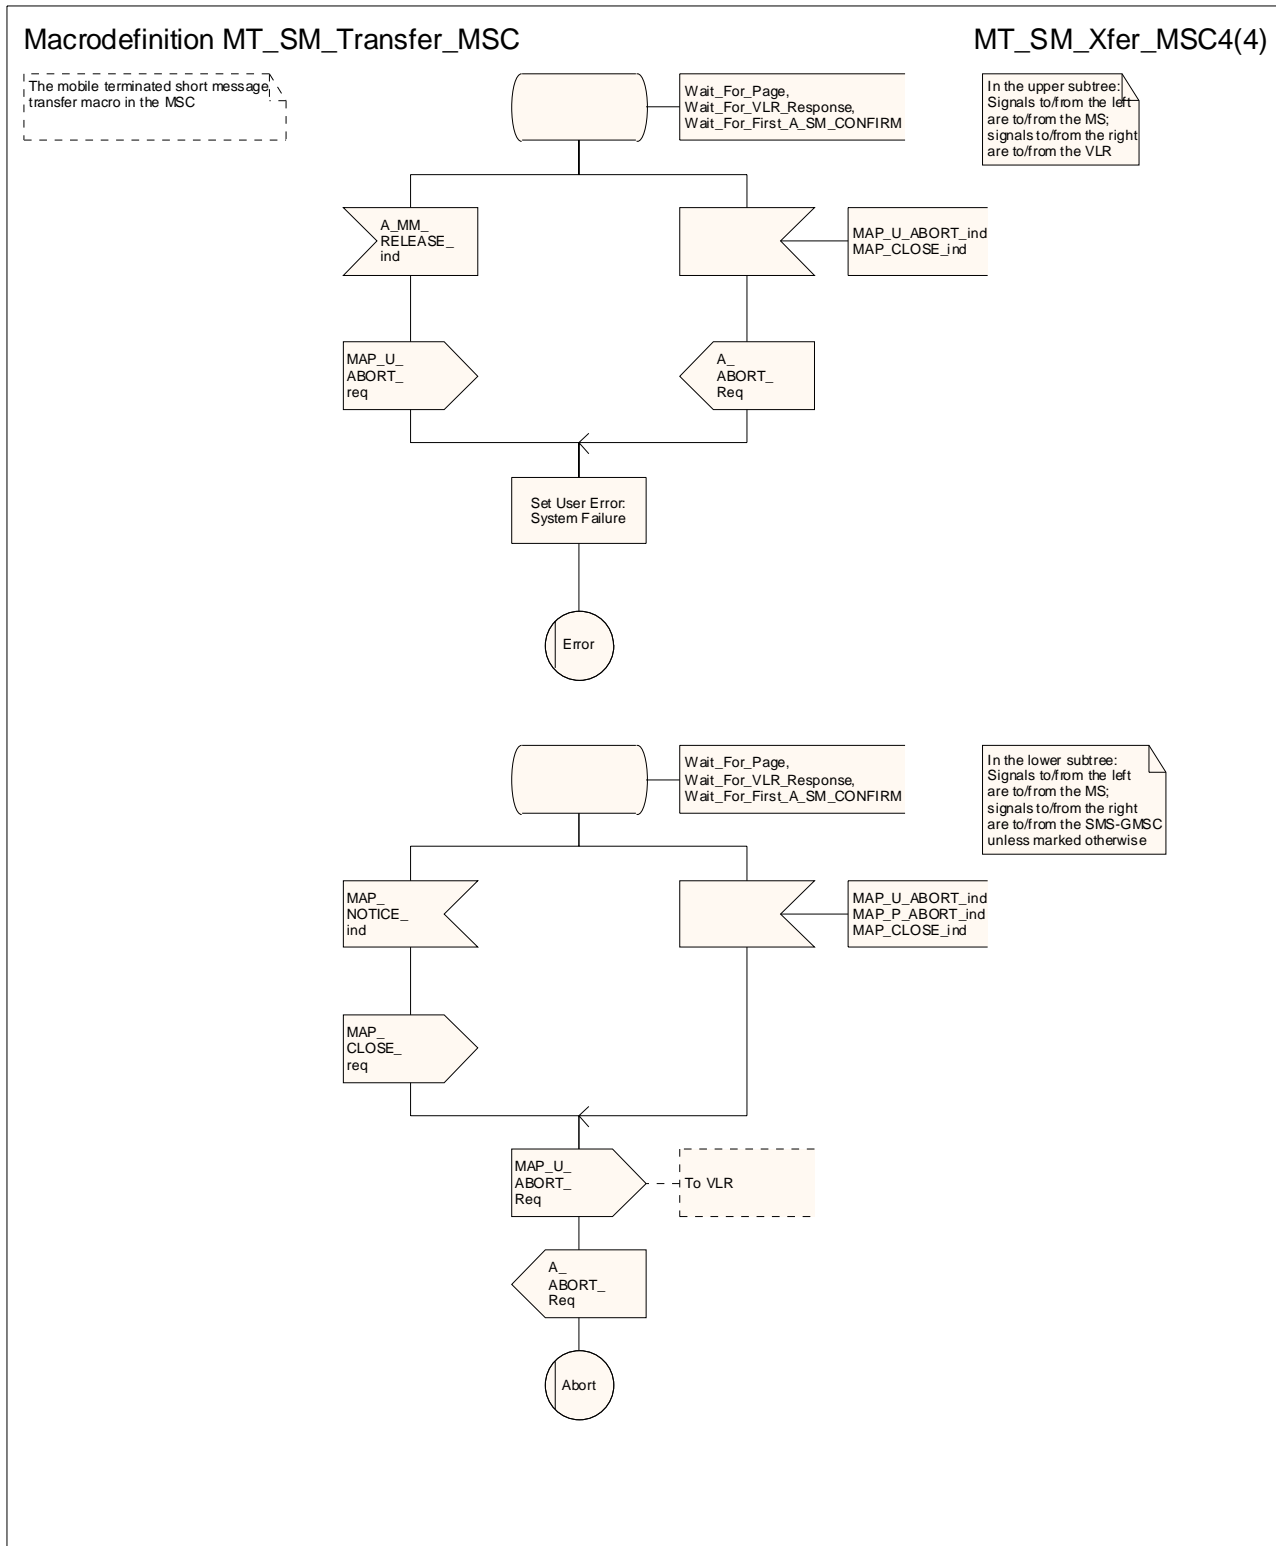 Macrodefinition MT_SM_Transfer_MSC
MT_SM_Xfer_MSC4(4)
The mobile terminated short message
transfer macro in the MSC
Wait_For_Page,
Wait_For_VLR_Response,
Wait_For_First_A_SM_CONFIRM
In the upper subtree:
Signals to/from the left
are to/from the MS;
signals to/from the right
are to/from the VLR
A_MM_
RELEASE_
ind
MAP_U_ABORT_ind
MAP_CLOSE_ind
MAP_U_
ABORT_
req
A_
ABORT_
Req
Set User Error:
System Failure
Error
Wait_For_Page,
Wait_For_VLR_Response,
Wait_For_First_A_SM_CONFIRM
In the lower subtree:
Signals to/from the left
are to/from the MS;
signals to/from the right
are to/from the SMS-GMSC
unless marked otherwise
MAP_
NOTICE_
ind
MAP_U_ABORT_ind
MAP_P_ABORT_ind
MAP_CLOSE_ind
MAP_
CLOSE_
req
MAP_U_
ABORT_
Req
To VLR
A_
ABORT_
Req
Abort